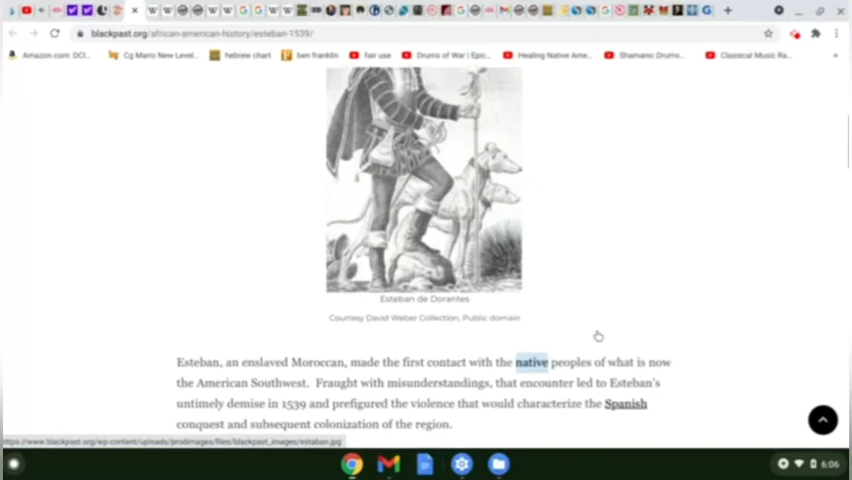 blackpast.org/african-american-history/esteban-1539/
Amazon.com: DCI... Cg Mario New Level... hebrew chart ben franklin fair use Drums of War | Epic... Healing Native Ame... Shamanic Drums... Classical Music Ra... »
Esteban de Dorantes
Courtesy David Weber Collection, Public domain
Esteban, an enslaved Moroccan, made the first contact with the native peoples of what is now
the American Southwest. Fraught with misunderstandings, that encounter led to Esteban's
untimely demise in 1539 and prefigured the violence that would characterize the Spanish
conquest and subsequent colonization of the region.
https://www.blackpast.org/wp-content/uploads/prodimages/files/blackpast_images/estaban.jpg
6:06